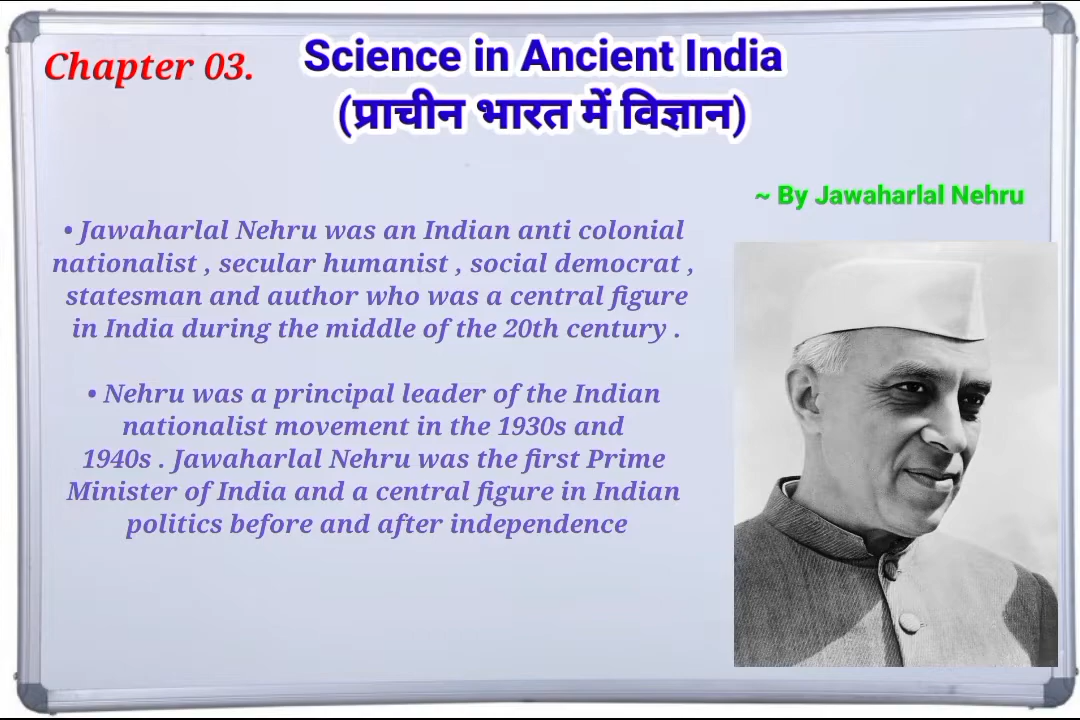 Chapter 03.
Science in Ancient India
(प्राचीन भारत में विज्ञान)
~ By Jawaharlal Nehru
• Jawaharlal Nehru was an Indian anti colonial
nationalist , secular humanist , social democrat ,
statesman and author who was a central figure
in India during the middle of the 20th century .
• Nehru was a principal leader of the Indian
nationalist movement in the 1930s and
1940s . Jawaharlal Nehru was the first Prime
Minister of India and a central figure in Indian
politics before and after independence